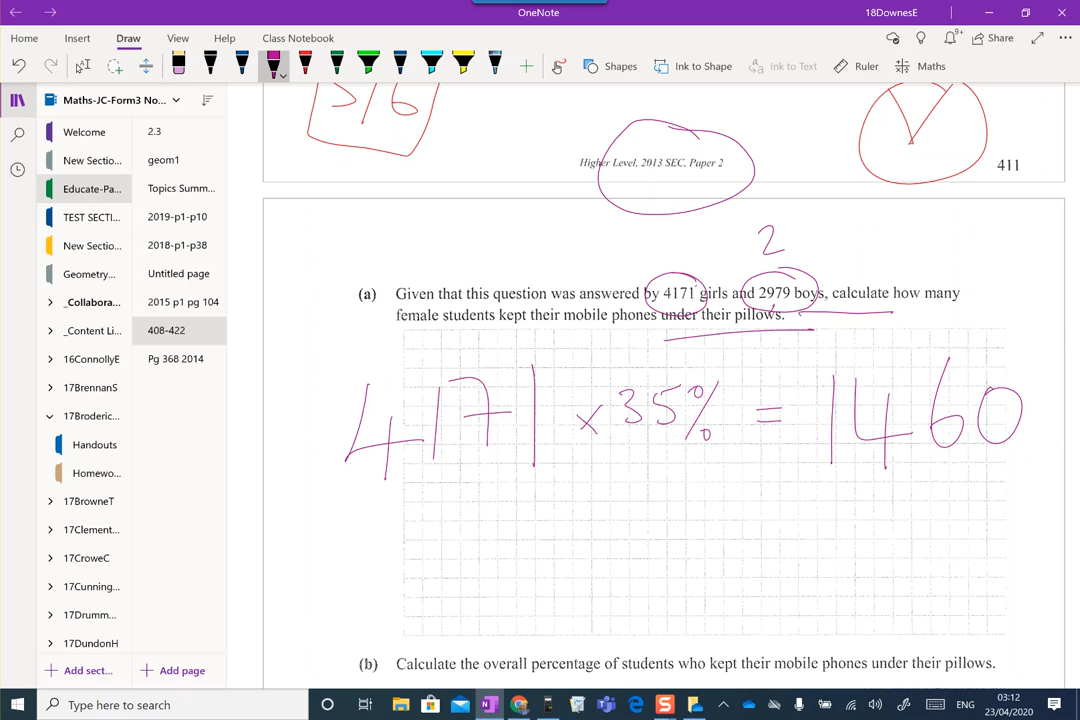 OneNote
18DownesE
Home Insert Draw View Help Class Notebook
9+
Share
Shapes
Ink to Shape
Ink to Text
Ruler
Maths
Maths-JC-Form3 No...
Welcome
New Sectio...
Educate-Pa...
TEST SECTI...
New Section...
Geometry...
_Collabora...
_Content Li...
16ConnollyE
17BrennanS
17Broderic...
Handouts
Homewo...
17BrowneT
17Clement...
17CroweC
17Cunning...
17Drumm...
17DundonH
Add sect...
2.3
geom1
Topics Summ...
2019-p1-p10
2018-p1-p38
Untitled page
2015 p1 pg 104
408-422
Pg 368 2014
Add page
316
Higher Level, 2013 SEC, Paper 2
411
2
(a) Given that this question was answered by 4171 girls and 2979 boys, calculate how many
female students kept their mobile phones under their pillows.
4171 × 35% = 1460
(b) Calculate the overall percentage of students who kept their mobile phones under their pillows.
Type here to search
ENG
03:12
23/04/2020